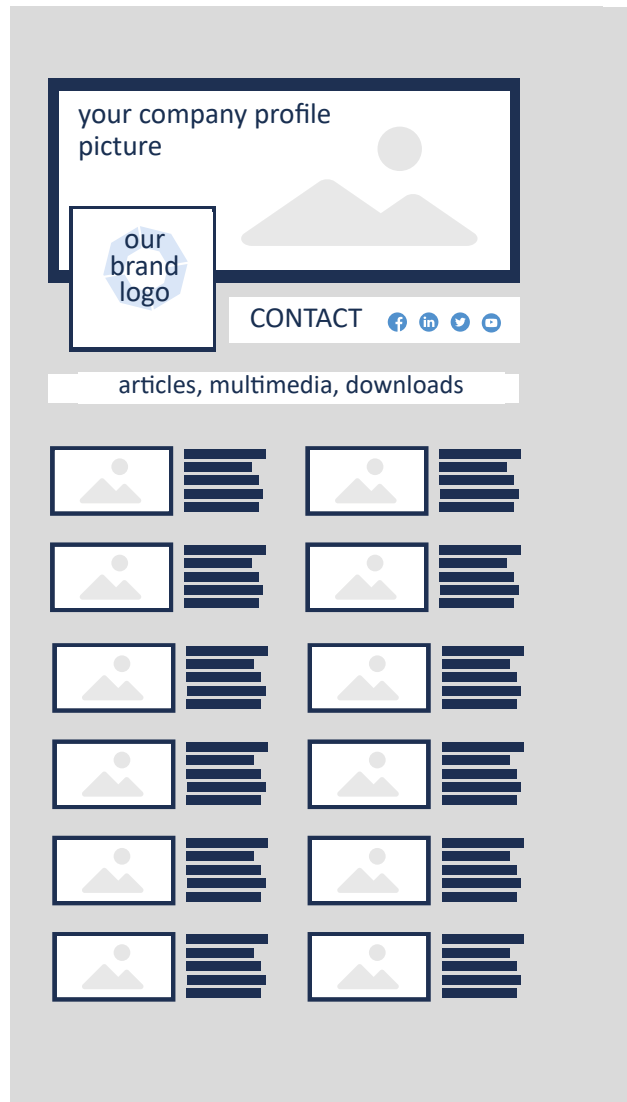 your company profile
picture
our
brand
logo
CONTACT
articles, multimedia, downloads